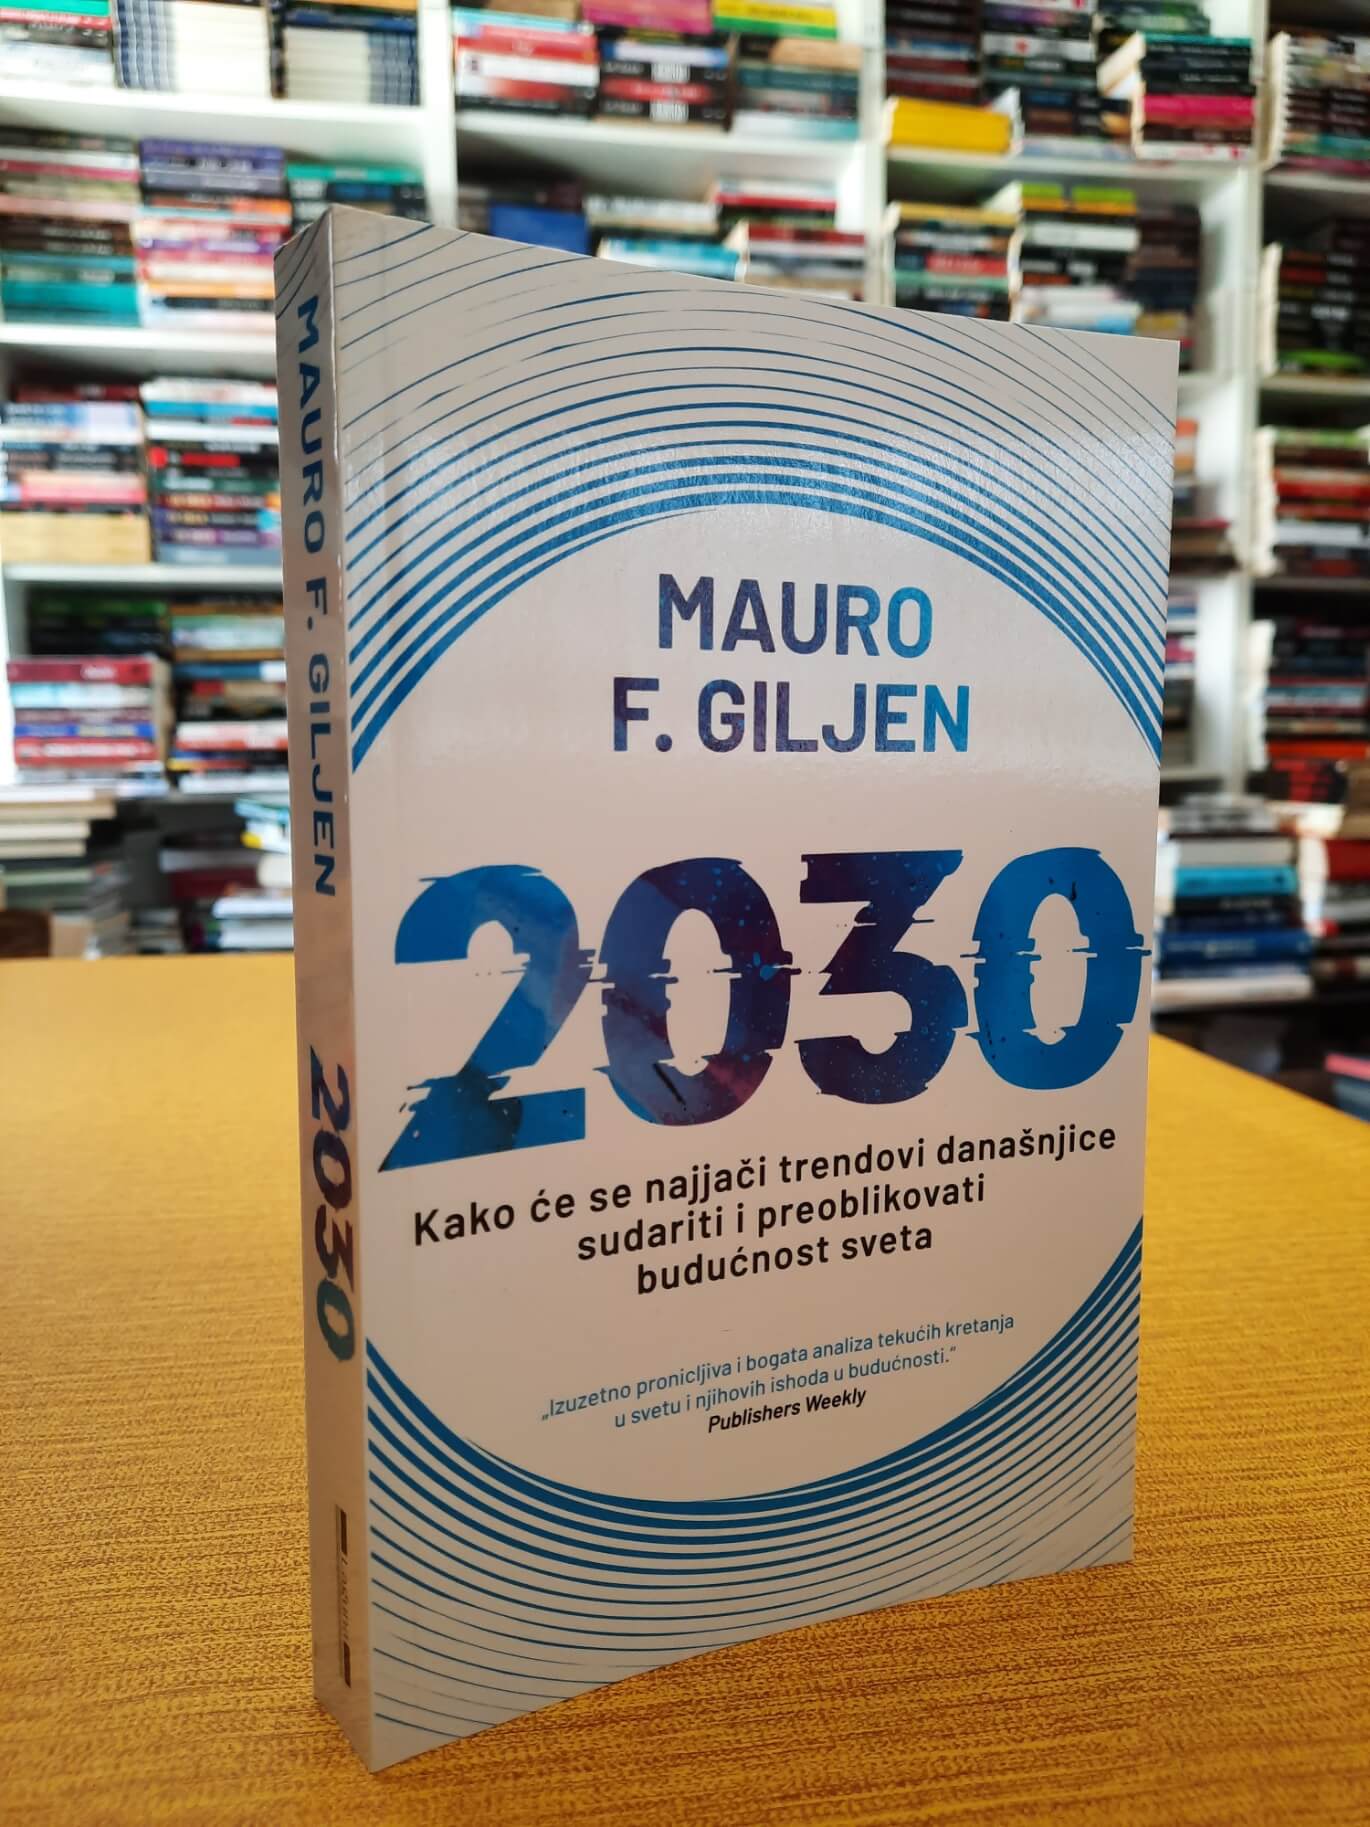 MAURO F. GILJEN 2030
Laguna
MAURO
F. GILJEN
2030
Kako će se najjači trendovi današnjice
sudariti i preoblikovati
budućnost sveta
„Izuzetno pronicljiva i bogata analiza tekućih kretanja
u svetu i njihovih ishoda u budućnosti.“
Publishers Weekly